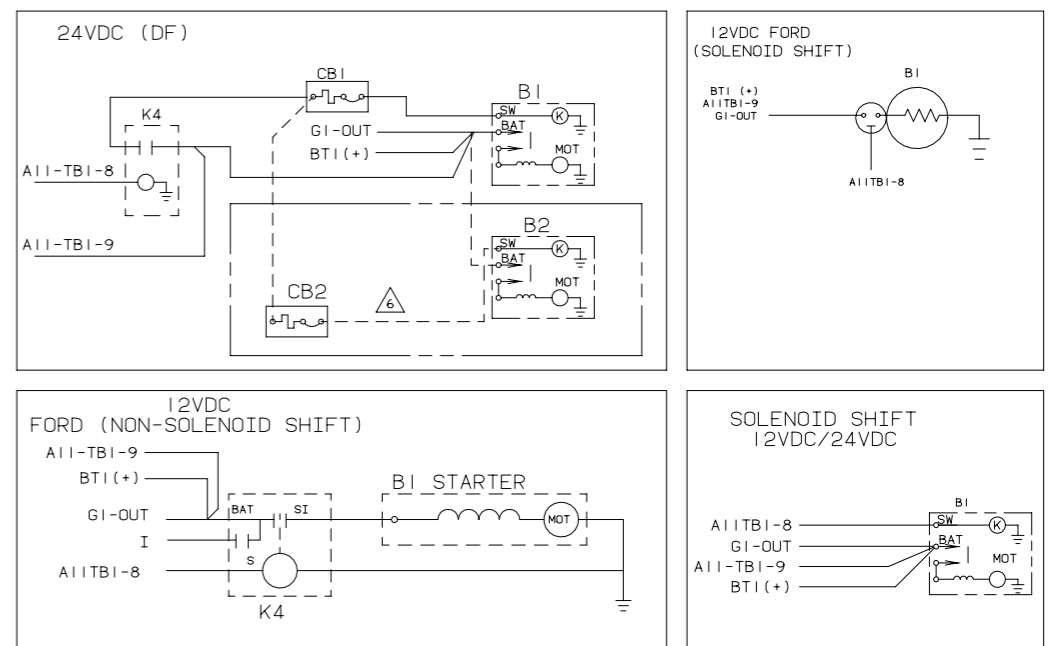 24VDC (DF)
CB1
K4
B1
SW
K
G1-OUT
BAT
BT1(+)
MOT
A11-TB1-8
A11-TB1-9
B2
SW
K
BAT
MOT
CB2
6
12VDC FORD
(SOLENOID SHIFT)
B1
BT1 (+)
A11TB1-9
G1-OUT
A11TB1-8
12VDC
FORD (NON-SOLENOID SHIFT)
A11-TB1-9
BT1(+)
B1 STARTER
G1-OUT
BAT
S1
MOT
I
S
A11TB1-8
K4
SOLENOID SHIFT
12VDC/24VDC
B1
A11TB1-8
SW
K
G1-OUT
BAT
A11-TB1-9
MOT
BT1(+)